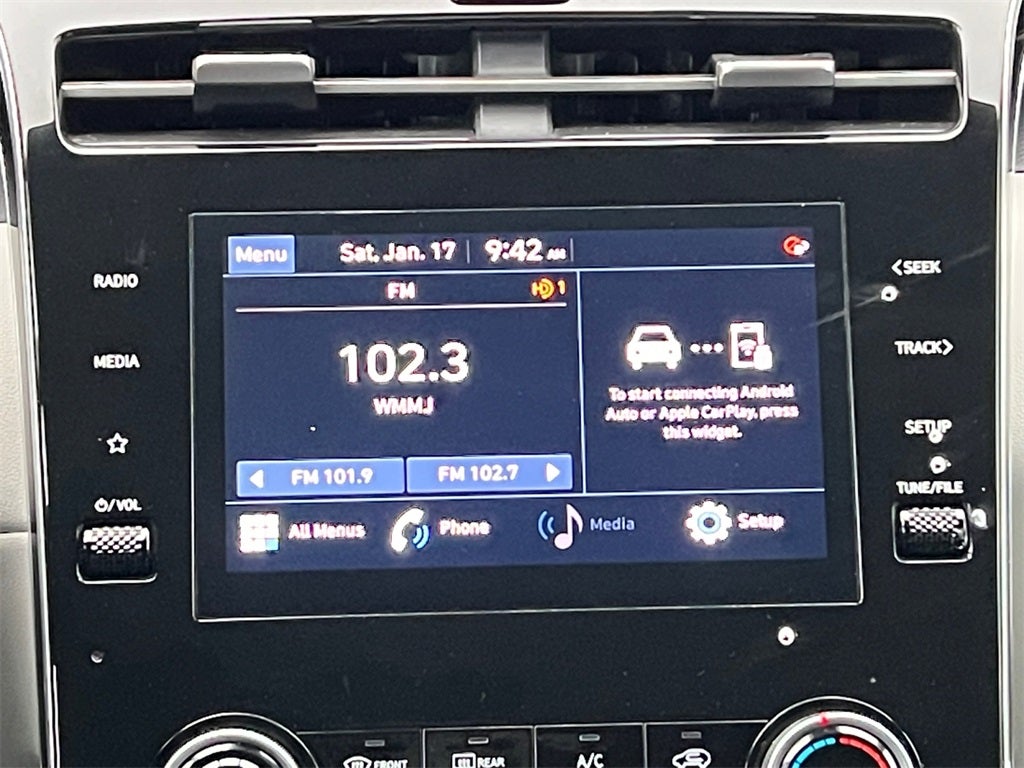 Menu Sat, Jan. 17 9:42 AM
FM HD 1
102.3
WMMJ
To start connecting Android
Auto or Apple CarPlay, press
this widget.
FM 101.9 FM 102.7
All Menus Phone Media Setup
RADIO
MEDIA
VOL
<SEEK
TRACK>
SETUP
TUNE/FILE
FRONT REAR A/C